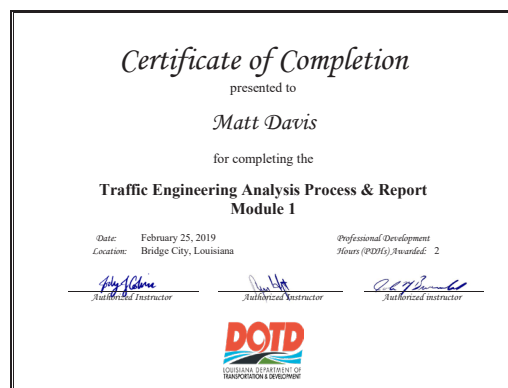 Certificate of Completion
presented to
Matt Davis
for completing the
Traffic Engineering Analysis Process & Report
Module 1
Date: February 25, 2019
Location: Bridge City, Louisiana
Professional Development
Hours (PDHs) Awarded: 2
Authorized Instructor
Authorized Instructor
Authorized instructor
DOTD
LOUISIANA DEPARTMENT OF
TRANSPORTATION & DEVELOPMENT